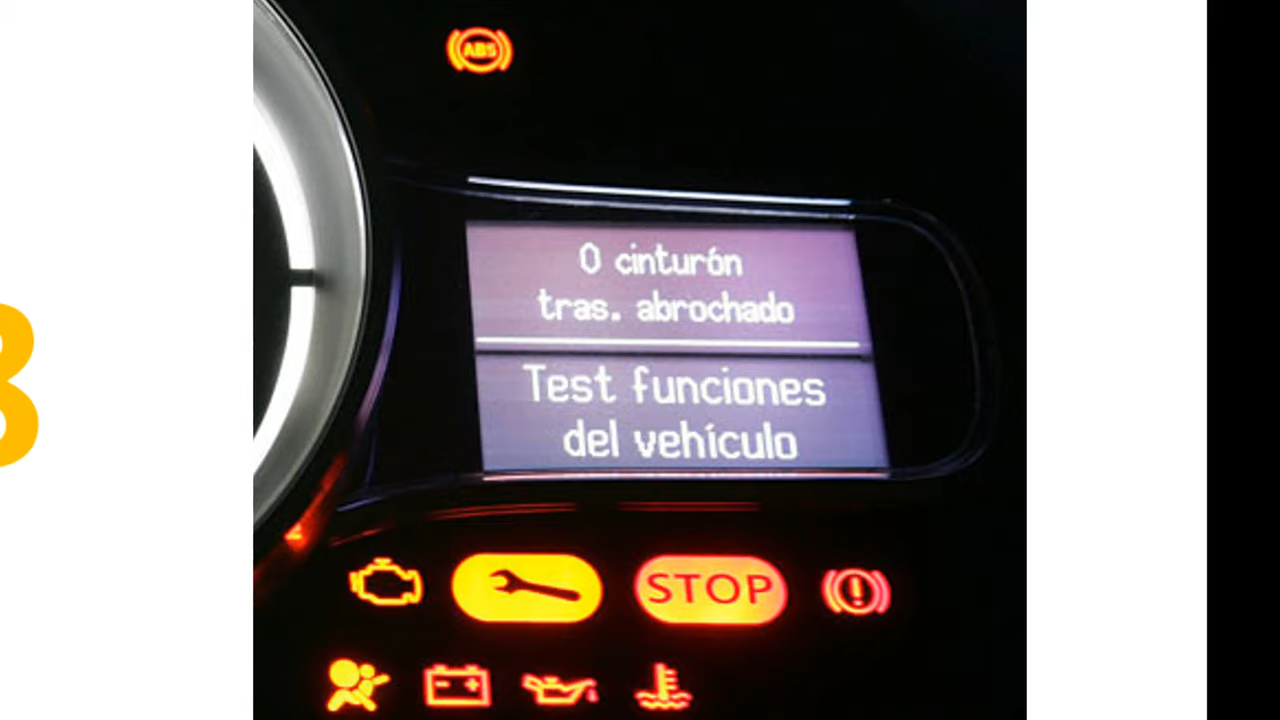 ABS
0 cinturón
tras. abrochado
Test funciones
del vehículo
STOP